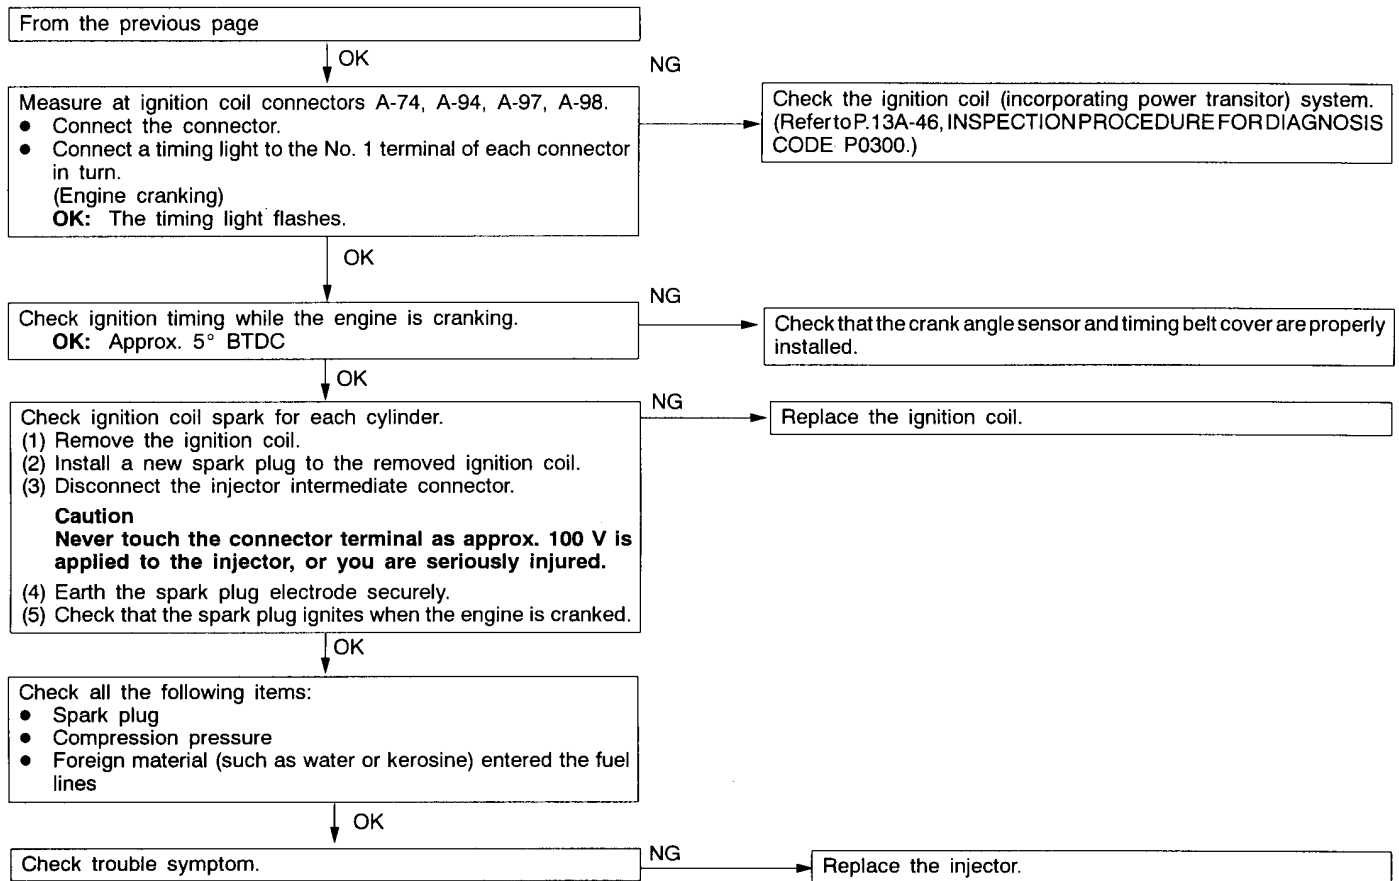 From the previous page
OK
NG
Measure at ignition coil connectors A-74, A-94, A-97, A-98.
● Connect the connector.
● Connect a timing light to the No. 1 terminal of each connector
in turn.
(Engine cranking)
OK: The timing light flashes.
Check the ignition coil (incorporating power transitor) system.
(Refer to P.13A-46, INSPECTION PROCEDURE FOR DIAGNOSIS
CODE P0300.)
OK
NG
Check ignition timing while the engine is cranking.
OK: Approx. 5° BTDC
Check that the crank angle sensor and timing belt cover are properly
installed.
OK
NG
Check ignition coil spark for each cylinder.
(1) Remove the ignition coil.
(2) Install a new spark plug to the removed ignition coil.
(3) Disconnect the injector intermediate connector.
Caution
Never touch the connector terminal as approx. 100 V is
applied to the injector, or you are seriously injured.
(4) Earth the spark plug electrode securely.
(5) Check that the spark plug ignites when the engine is cranked.
Replace the ignition coil.
OK
Check all the following items:
● Spark plug
● Compression pressure
● Foreign material (such as water or kerosine) entered the fuel
lines
OK
NG
Check trouble symptom.
Replace the injector.